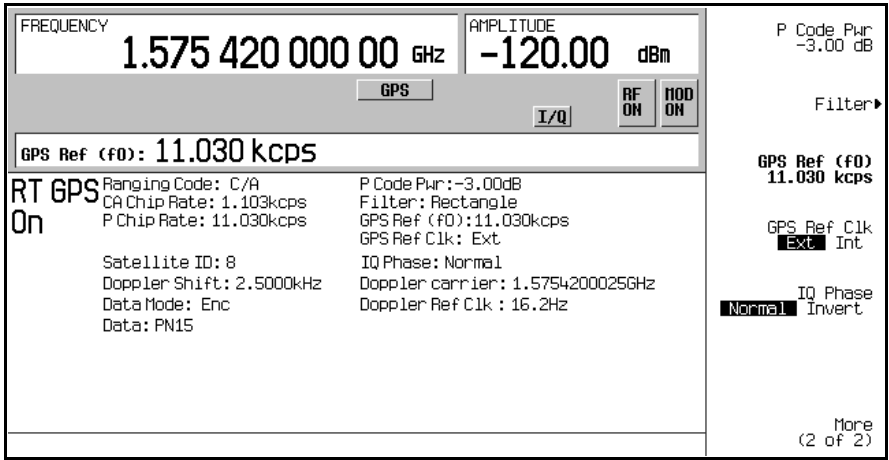 FREQUENCY
1.575 420 000 00 GHz
AMPLITUDE
-120.00 dBm
GPS
I/Q
RF ON
MOD ON
GPS Ref (f0): 11.030 kcps
RT GPS On
Ranging Code: C/A
CA Chip Rate: 1.103kcps
P Chip Rate: 11.030kcps
P Code Pwr:-3.00dB
Filter: Rectangle
GPS Ref (f0):11.030kcps
GPS Ref Clk: Ext
Satellite ID: 8
Doppler Shift: 2.5000kHz
Data Mode: Enc
Data: PN15
IQ Phase: Normal
Doppler carrier: 1.5754200025GHz
Doppler Ref Clk : 16.2Hz
P Code Pwr
-3.00 dB
Filter
GPS Ref (f0)
11.030 kcps
GPS Ref Clk
Ext Int
IQ Phase
Normal Invert
More
(2 of 2)